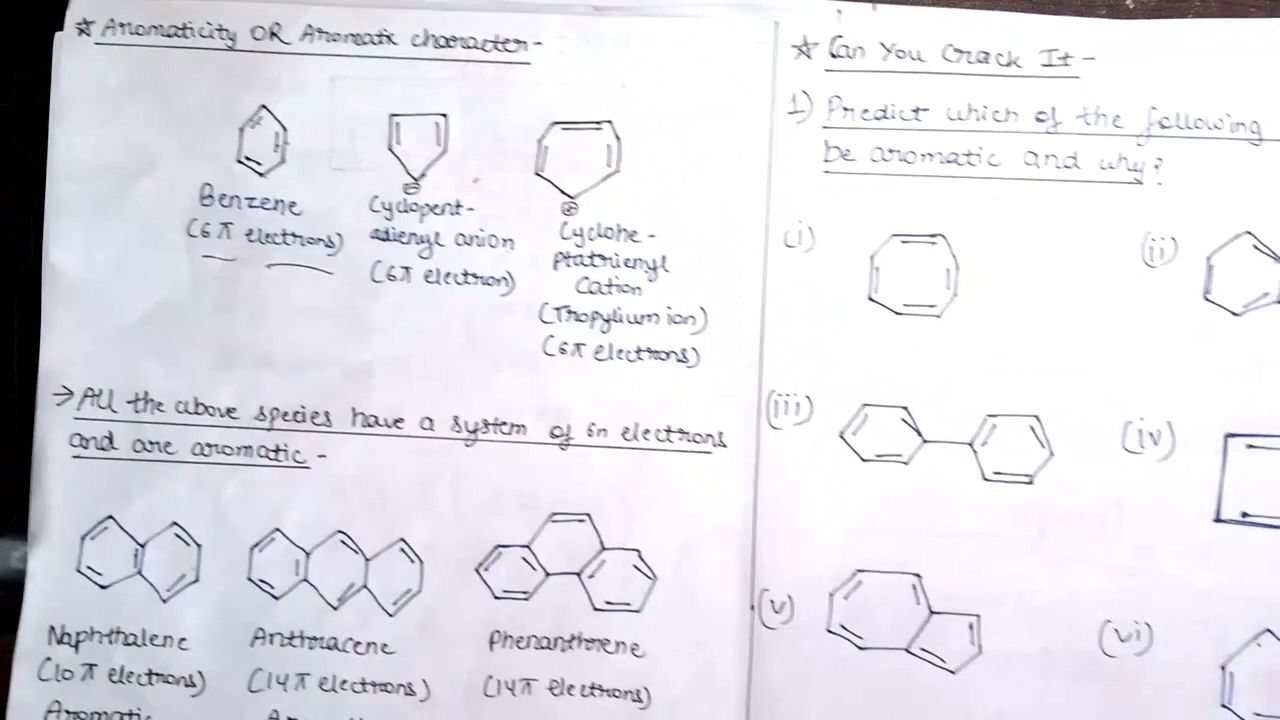 ☆ Aromaticity OR Aromatic character-
Benzene
(6π electrons)
⊖
Cyclopent-
adienyl anion
(6π electron)
⊕
Cyclohe-
ptatrienyl
Cation
(Tropylium ion)
(6π electrons)
→ All the above species have a system of 6π electrons
and are aromatic -
Naphthalene
(10π electrons)
Aromatic
Anthracene
(14π electrons)
Phenanthrene
(14π electrons)
☆ Can You Crack It-
1) Predict which of the following
be aromatic and why?
(i)
(ii)
(iii)
(iv)
(v)
(vi)